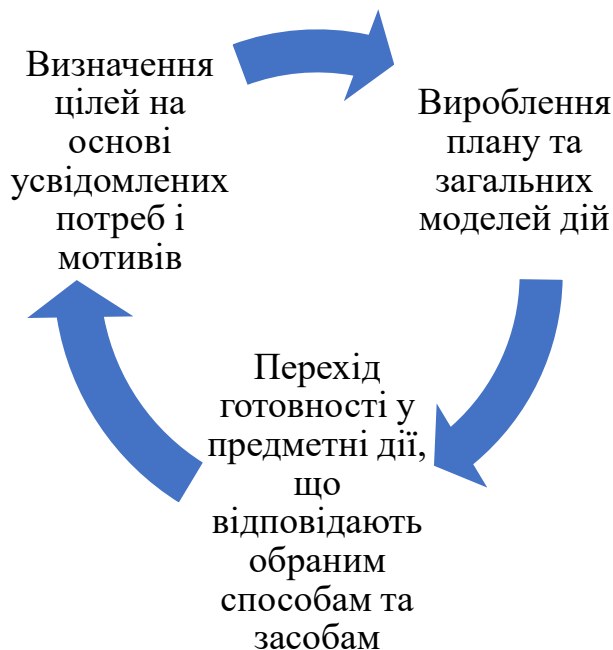 Визначення
цілей на
основі
усвідомлених
потреб і
мотивів
Вироблення
плану та
загальних
моделей дій
Перехід
готовності у
предметні дії,
що
відповідають
обраним
способам та
засобам